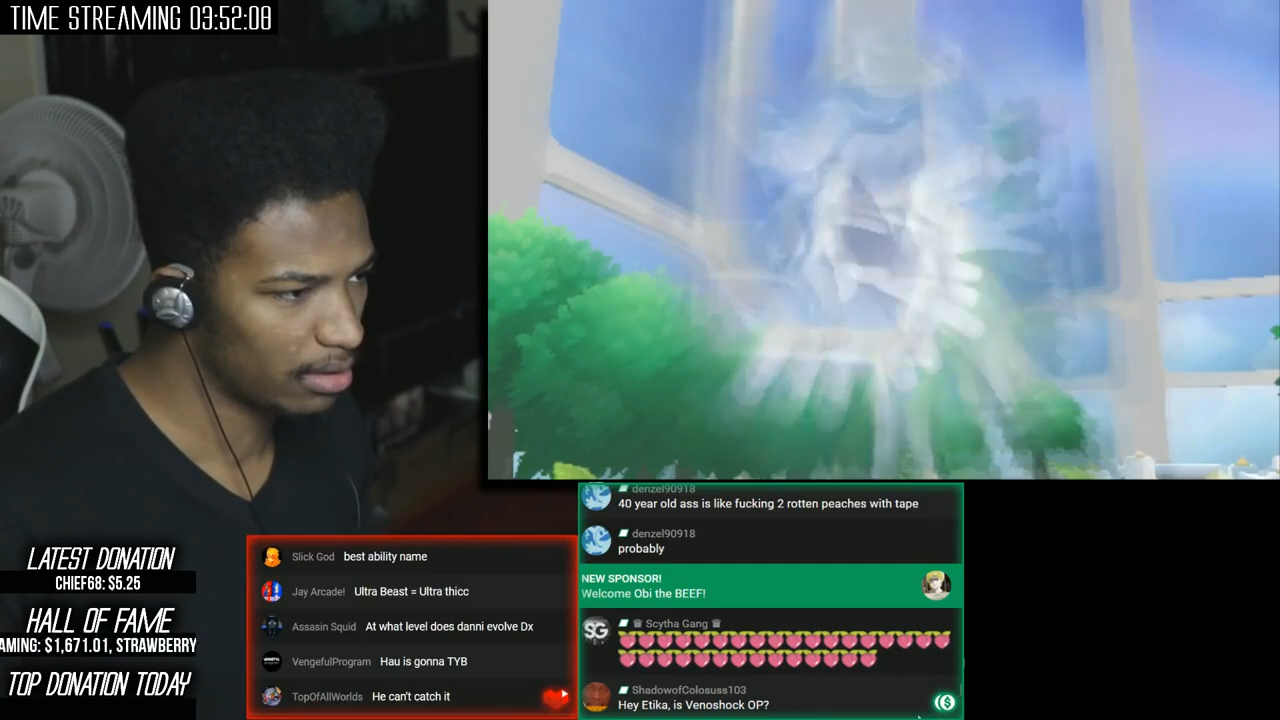 TIME STREAMING 03:52:08
LATEST DONATION
CHIEF68: $5.25
HALL OF FAME
AMING: $1,671.01, STRAWBERRY
TOP DONATION TODAY
Slick God best ability name
Jay Arcade! Ultra Beast = Ultra thicc
Assasin Squid At what level does danni evolve Dx
VengefulProgram Hau is gonna TYB
TopOfAllWorlds He can't catch it
denzel90918
40 year old ass is like fucking 2 rotten peaches with tape
denzel90918
probably
NEW SPONSOR!
Welcome Obi the BEEF!
SG
♛ Scytha Gang ♛
🍑🍑🍑🍑🍑🍑🍑🍑🍑🍑🍑🍑🍑🍑🍑
🍑🍑🍑🍑🍑🍑🍑🍑🍑🍑🍑🍑
ShadowofColosuss103
Hey Etika, is Venoshock OP?